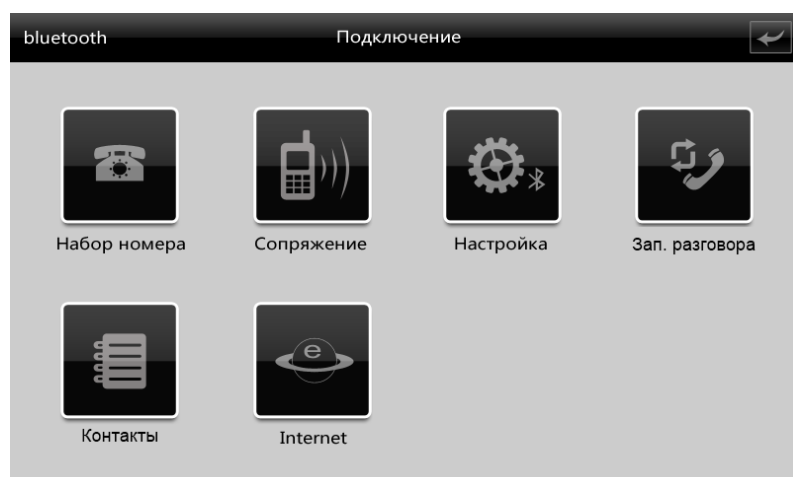 bluetooth Подключение
Набор номера Сопряжение Настройка Зап. разговора
e
Контакты Internet